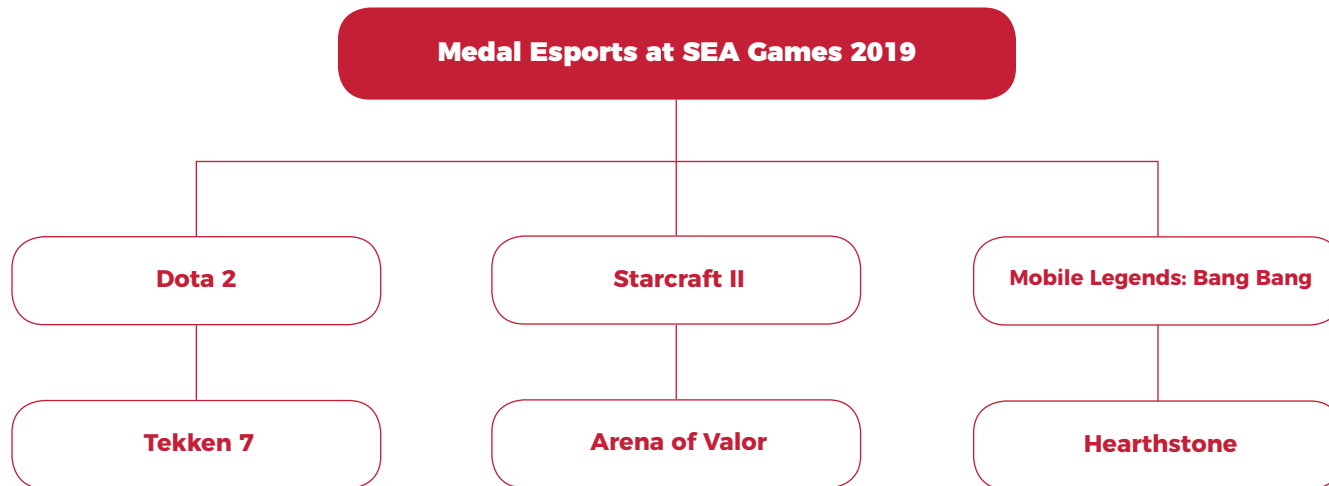 Medal Esports at SEA Games 2019
Dota 2
Starcraft II
Mobile Legends: Bang Bang
Tekken 7
Arena of Valor
Hearthstone